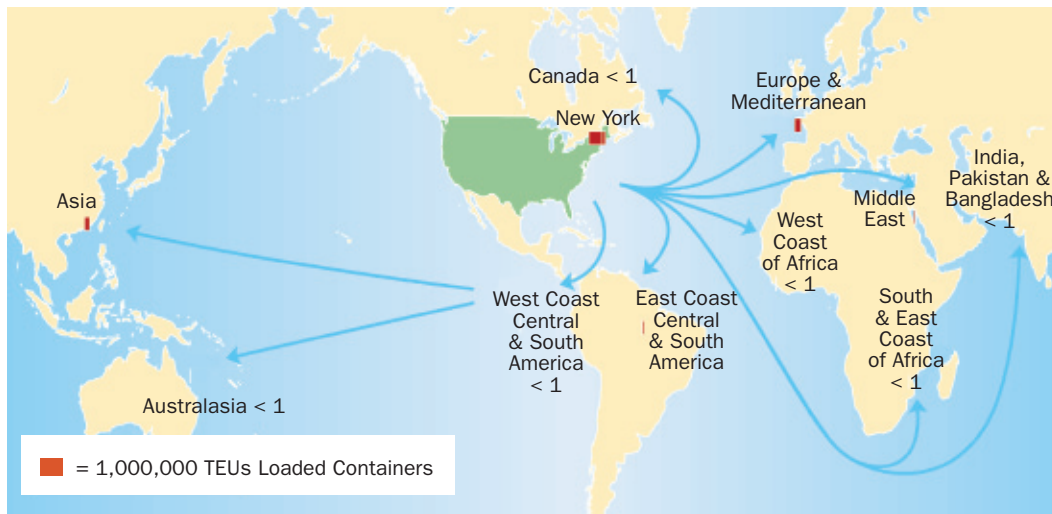 Canada < 1
Europe &
Mediterranean
New York
India,
Pakistan &
Bangladesh
< 1
Asia
Middle
East
West
Coast
of Africa
< 1
West Coast
Central
& South
America
< 1
East Coast
Central
& South
America
South
& East
Coast
of Africa
< 1
Australasia < 1
= 1,000,000 TEUs Loaded Containers